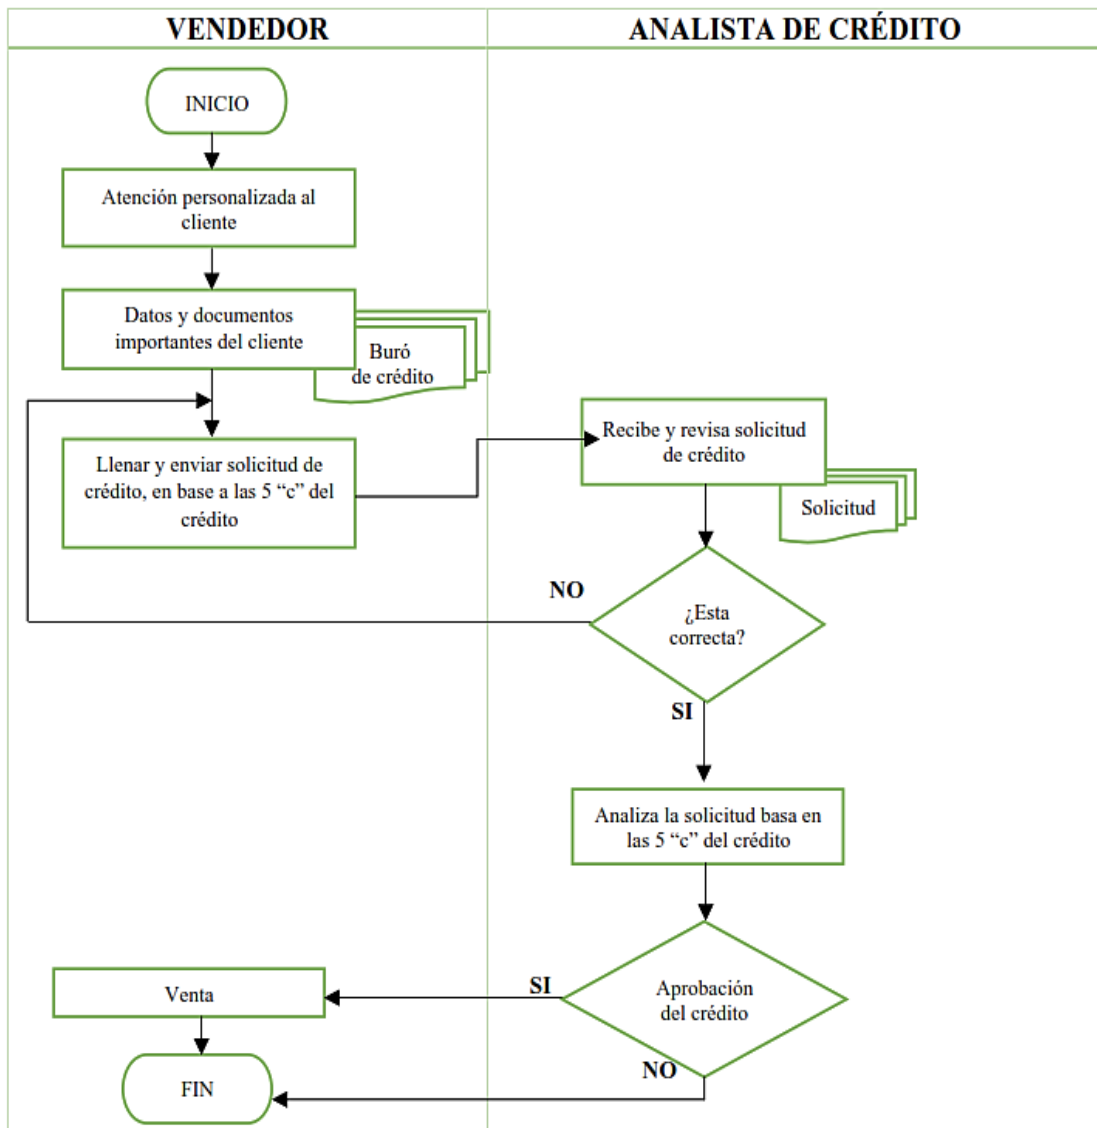 VENDEDOR
ANALISTA DE CRÉDITO
INICIO
Atención personalizada al
cliente
Datos y documentos
importantes del cliente
Buró
de crédito
Llenar y enviar solicitud de
crédito, en base a las 5 “c” del
crédito
Recibe y revisa solicitud
de crédito
Solicitud
NO
¿Esta
correcta?
SI
Analiza la solicitud basa en
las 5 “c” del crédito
Aprobación
del crédito
SI
Venta
NO
FIN